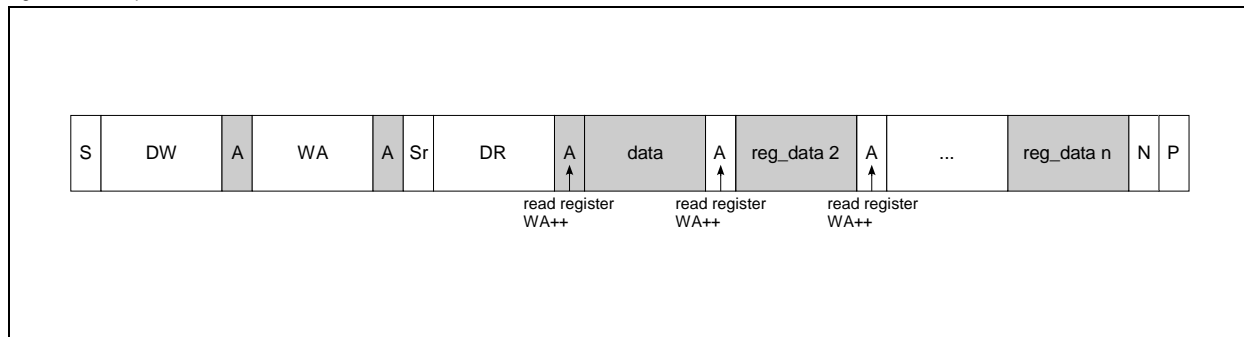 S DW A WA A Sr DR A data A reg_data 2 A ... reg_data n N P
read register read register read register
WA++ WA++ WA++